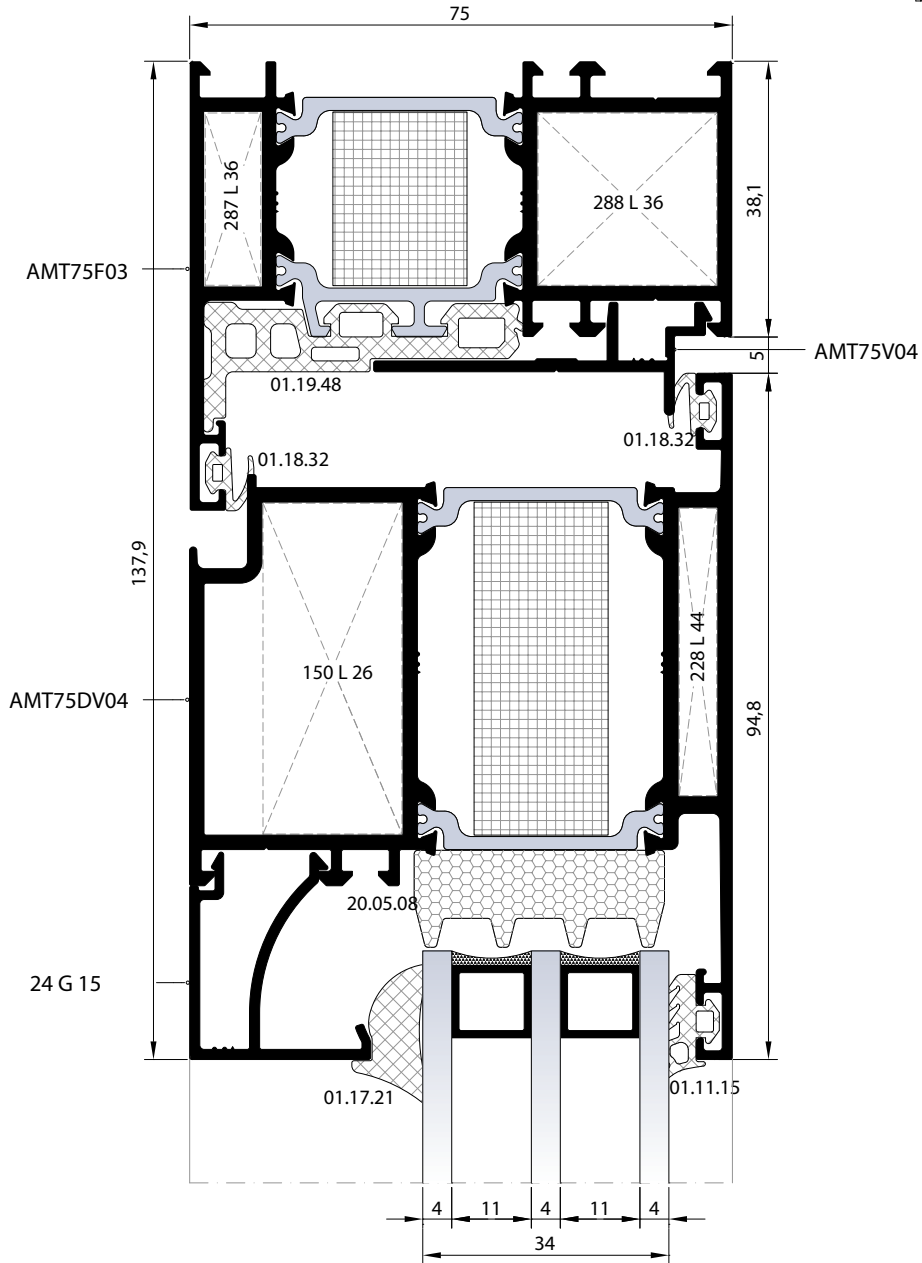 75
287 L 36
288 L 36
38,1
AMT75F03
AMT75V04
5
01.19.48
01.18.32
01.18.32
137,9
150 L 26
228 L 44
AMT75DV04
94,8
20.05.08
24 G 15
01.17.21
01.11.15
4 11 4 11 4
34